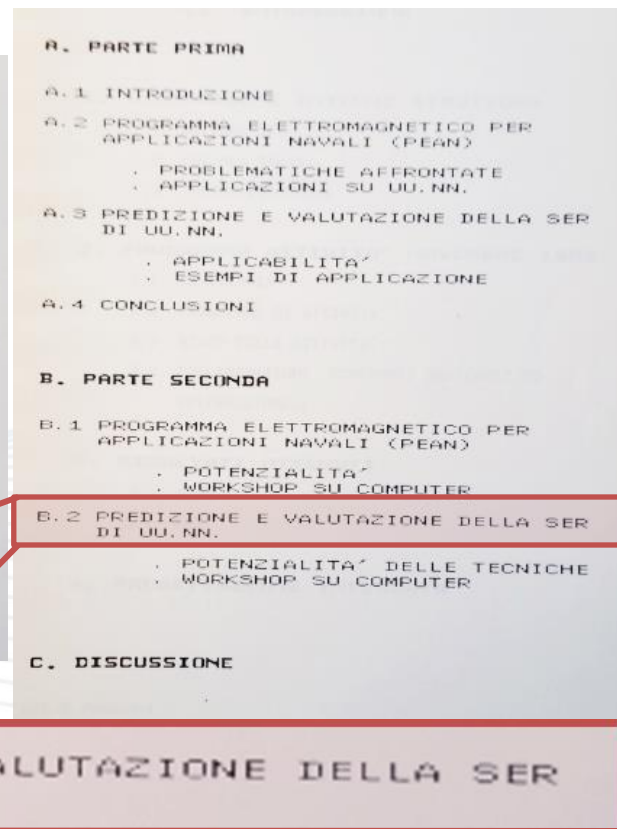 A. PARTE PRIMA
A.1 INTRODUZIONE
A.2 PROGRAMMA ELETTROMAGNETICO PER
APPLICAZIONI NAVALI (PEAN)
. PROBLEMATICHE AFFRONTATE
. APPLICAZIONI SU UU.NN.
A.3 PREDIZIONE E VALUTAZIONE DELLA SER
DI UU.NN.
. APPLICABILITA'
. ESEMPI DI APPLICAZIONE
A.4 CONCLUSIONI
B. PARTE SECONDA
B.1 PROGRAMMA ELETTROMAGNETICO PER
APPLICAZIONI NAVALI (PEAN)
. POTENZIALITA'
. WORKSHOP SU COMPUTER
B.2 PREDIZIONE E VALUTAZIONE DELLA SER
DI UU.NN.
. POTENZIALITA' DELLE TECNICHE
. WORKSHOP SU COMPUTER
C. DISCUSSIONE
ALUTAZIONE DELLA SER